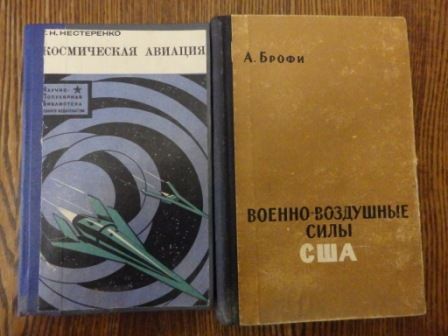 Г.Н. НЕСТЕРЕНКО
КОСМИЧЕСКАЯ АВИАЦИЯ
НАУЧНО-
ПОПУЛЯРНАЯ
БИБЛИОТЕКА
А. БРОФИ
ВОЕННО-ВОЗДУШНЫЕ
СИЛЫ
США